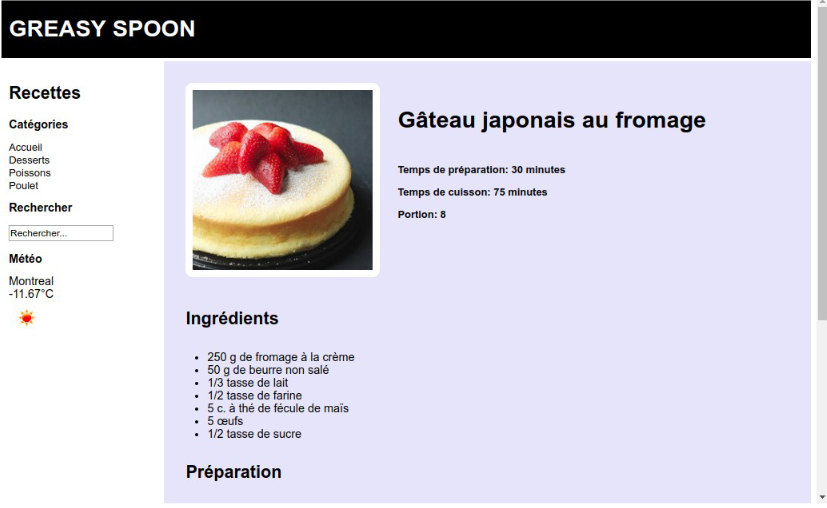 GREASY SPOON
Recettes
Catégories
Accueil
Desserts
Poissons
Poulet
Rechercher
Rechercher...
Météo
Montreal
-11.67°C
Gâteau japonais au fromage
Temps de préparation: 30 minutes
Temps de cuisson: 75 minutes
Portion: 8
Ingrédients
250 g de fromage à la crème
50 g de beurre non salé
1/3 tasse de lait
1/2 tasse de farine
5 c. à thé de fécule de maïs
5 œufs
1/2 tasse de sucre
Préparation